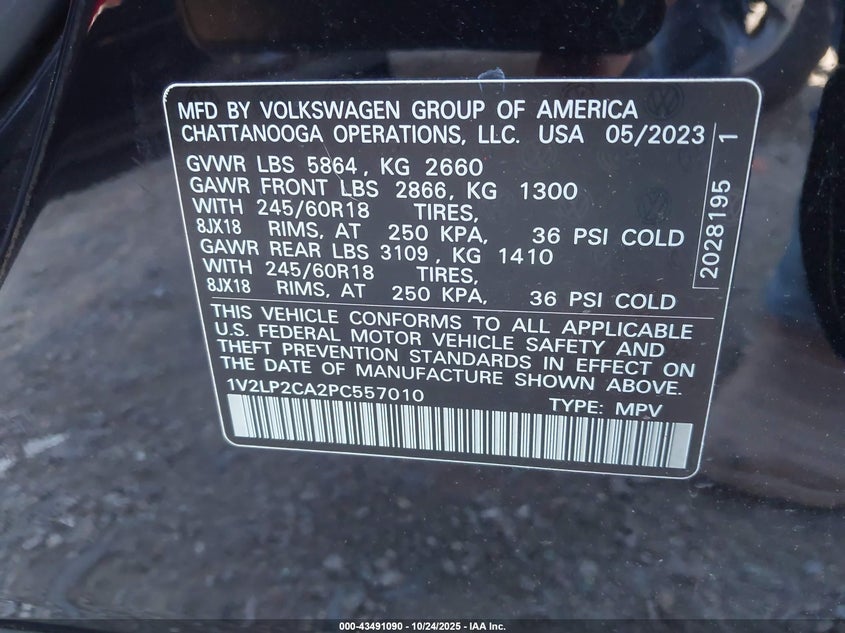 MFD BY VOLKSWAGEN GROUP OF AMERICA
CHATTANOOGA OPERATIONS, LLC. USA 05/2023
GVWR LBS 5864, KG 2660
GAWR FRONT LBS 2866, KG 1300
WITH 245/60R18 TIRES,
8JX18 RIMS, AT 250 KPA, 36 PSI COLD
GAWR REAR LBS 3109, KG 1410
WITH 245/60R18 TIRES,
8JX18 RIMS, AT 250 KPA, 36 PSI COLD
2028195 1
THIS VEHICLE CONFORMS TO ALL APPLICABLE
U.S. FEDERAL MOTOR VEHICLE SAFETY AND
THEFT PREVENTION STANDARDS IN EFFECT ON
THE DATE OF MANUFACTURE SHOWN ABOVE.
1V2LP2CA2PC557010 TYPE: MPV
000-43491090 - 10/24/2025 - IAA Inc.